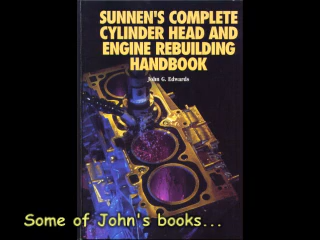 SUNNEN'S COMPLETE
CYLINDER HEAD AND
ENGINE REBUILDING
HANDBOOK
John G. Edwards
Some of John's books...